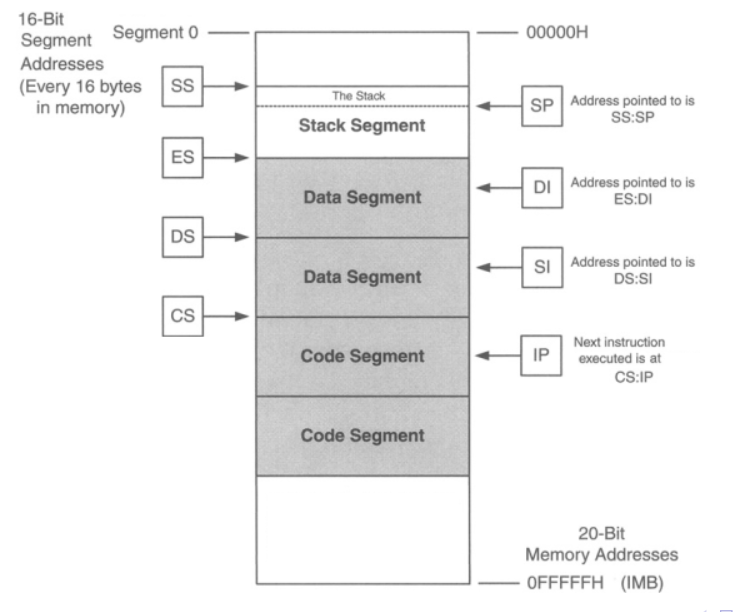 16-Bit
Segment
Addresses
(Every 16 bytes
in memory)
Segment 0
00000H
SS
The Stack
Stack Segment
SP
Address pointed to is
SS:SP
ES
Data Segment
DI
Address pointed to is
ES:DI
DS
Data Segment
SI
Address pointed to is
DS:SI
CS
Code Segment
IP
Next instruction
executed is at
CS:IP
Code Segment
20-Bit
Memory Addresses
0FFFFFH (IMB)